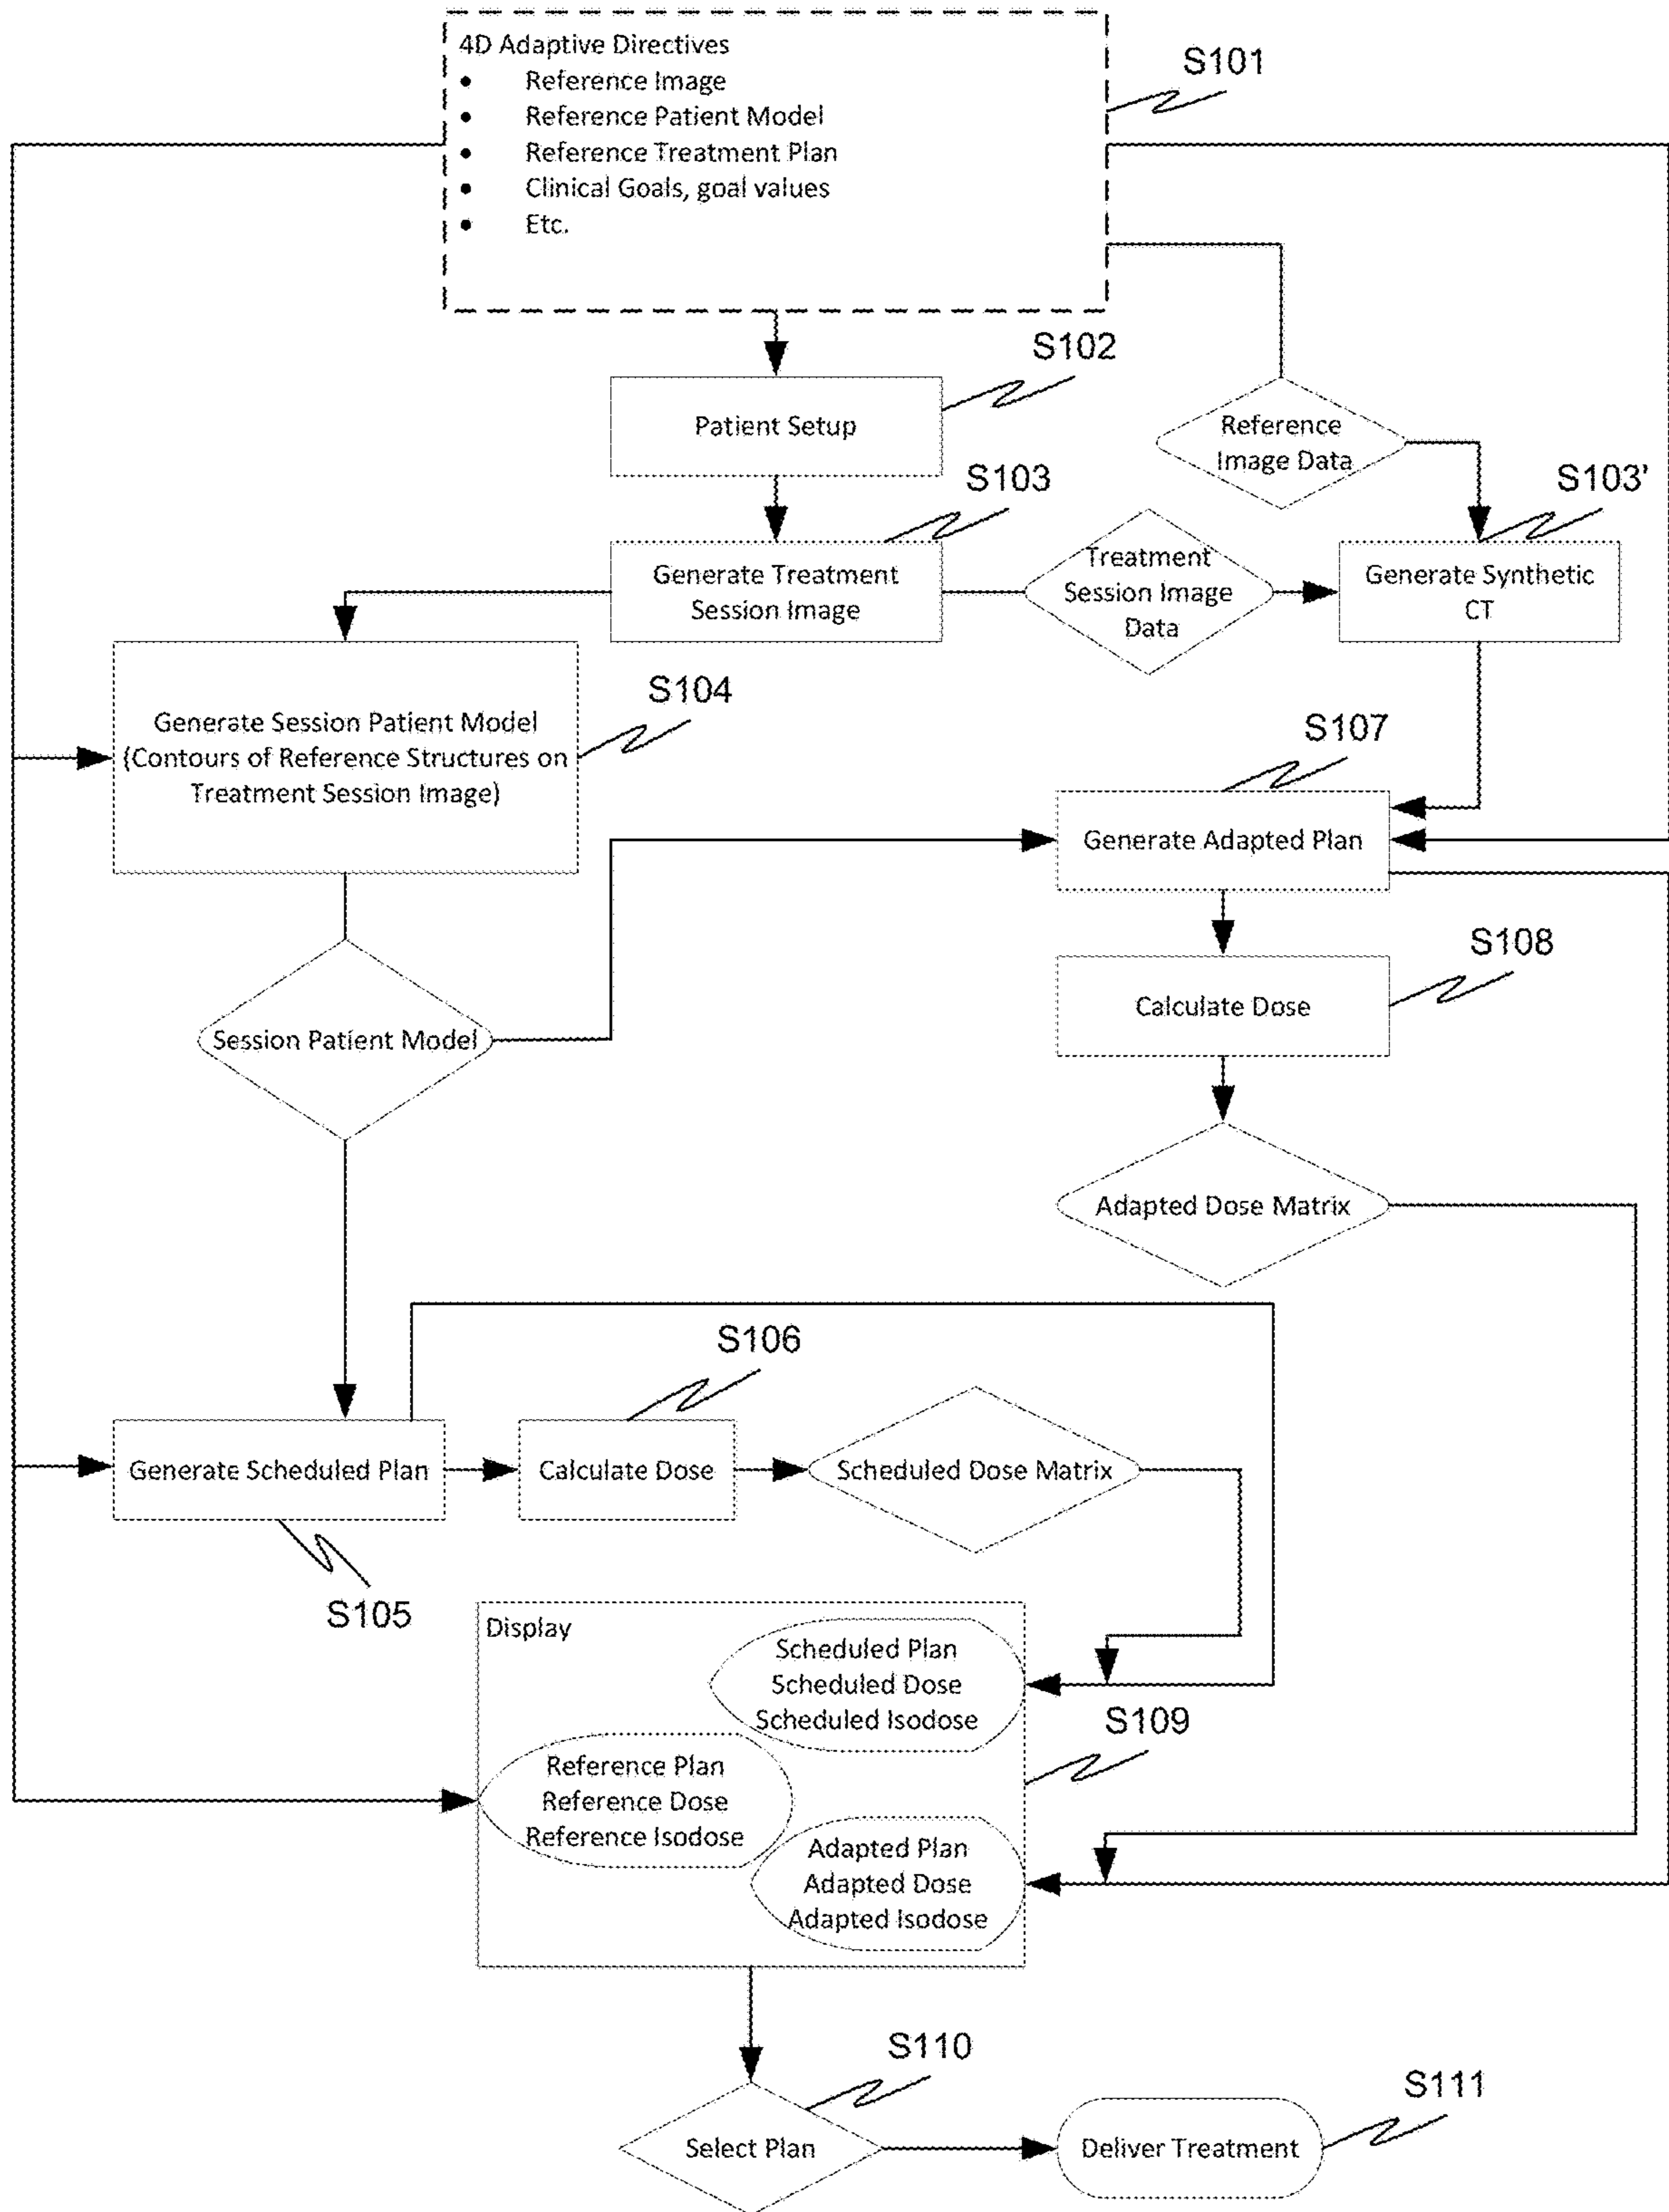 4D Adaptive Directives
• Reference Image
• Reference Patient Model
• Reference Treatment Plan
• Clinical Goals, goal values
• Etc.
S101
S102
Patient Setup
Reference
Image Data
S103
S103'
Generate Treatment
Session Image
Treatment
Session Image
Data
Generate Synthetic
CT
S104
Generate Session Patient Model
(Contours of Reference Structures on
Treatment Session Image)
S107
Generate Adapted Plan
S108
Calculate Dose
Session Patient Model
Adapted Dose Matrix
S106
Generate Scheduled Plan
Calculate Dose
Scheduled Dose Matrix
S105
Display
Scheduled Plan
Scheduled Dose
Scheduled Isodose
S109
Reference Plan
Reference Dose
Reference Isodose
Adapted Plan
Adapted Dose
Adapted Isodose
S110
Select Plan
S111
Deliver Treatment